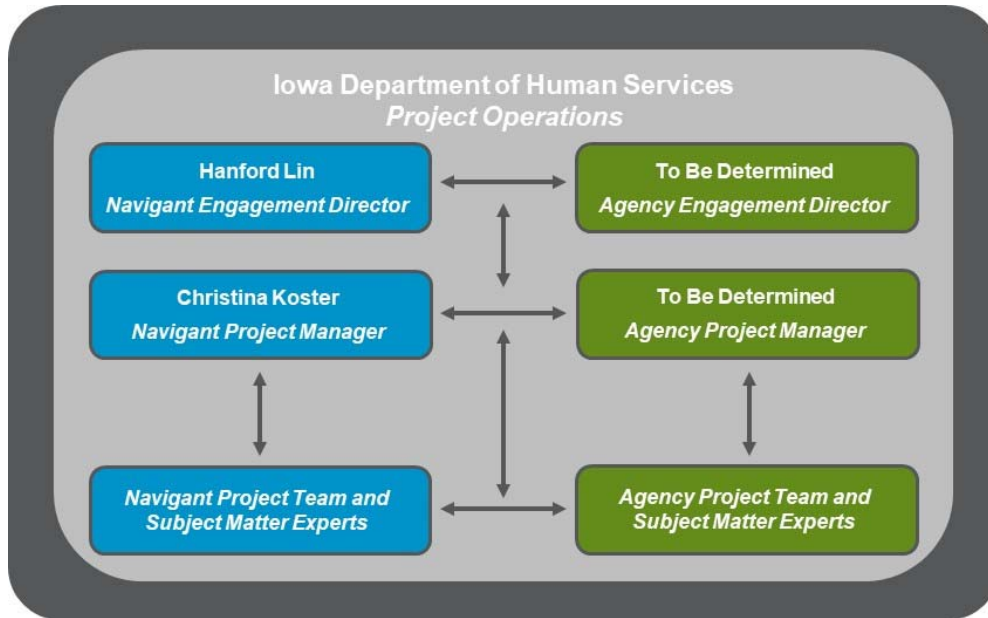 Iowa Department of Human Services
Project Operations
Hanford Lin
Navigant Engagement Director
To Be Determined
Agency Engagement Director
Christina Koster
Navigant Project Manager
To Be Determined
Agency Project Manager
Navigant Project Team and
Subject Matter Experts
Agency Project Team and
Subject Matter Experts